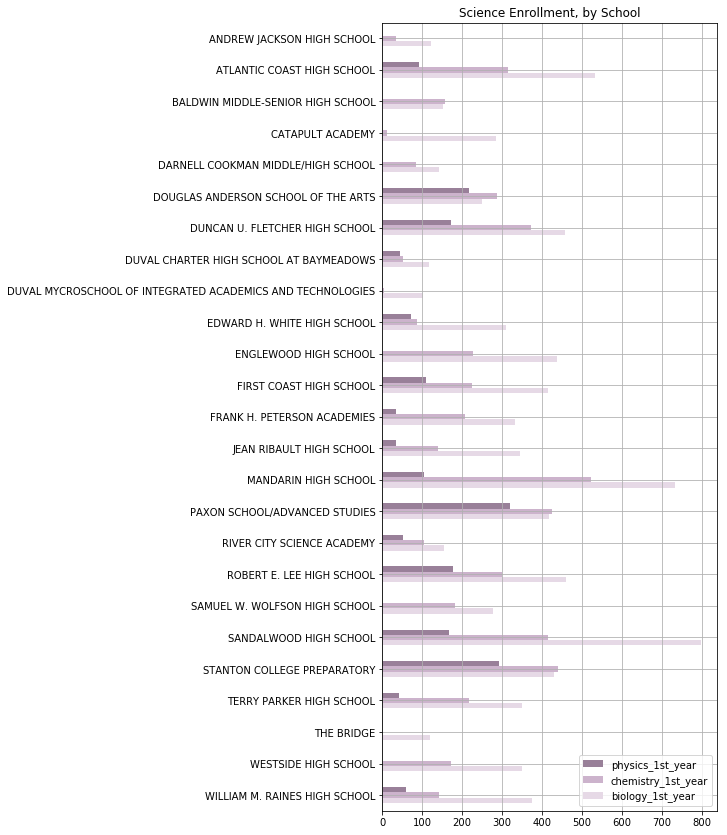 Science Enrollment, by School
ANDREW JACKSON HIGH SCHOOL
ATLANTIC COAST HIGH SCHOOL
BALDWIN MIDDLE-SENIOR HIGH SCHOOL
CATAPULT ACADEMY
DARNELL COOKMAN MIDDLE/HIGH SCHOOL
DOUGLAS ANDERSON SCHOOL OF THE ARTS
DUNCAN U. FLETCHER HIGH SCHOOL
DUVAL CHARTER HIGH SCHOOL AT BAYMEADOWS
DUVAL MYCROSCHOOL OF INTEGRATED ACADEMICS AND TECHNOLOGIES
EDWARD H. WHITE HIGH SCHOOL
ENGLEWOOD HIGH SCHOOL
FIRST COAST HIGH SCHOOL
FRANK H. PETERSON ACADEMIES
JEAN RIBAULT HIGH SCHOOL
MANDARIN HIGH SCHOOL
PAXON SCHOOL/ADVANCED STUDIES
RIVER CITY SCIENCE ACADEMY
ROBERT E. LEE HIGH SCHOOL
SAMUEL W. WOLFSON HIGH SCHOOL
SANDALWOOD HIGH SCHOOL
STANTON COLLEGE PREPARATORY
TERRY PARKER HIGH SCHOOL
THE BRIDGE
WESTSIDE HIGH SCHOOL
WILLIAM M. RAINES HIGH SCHOOL
physics_1st_year
chemistry_1st_year
biology_1st_year
0 100 200 300 400 500 600 700 800